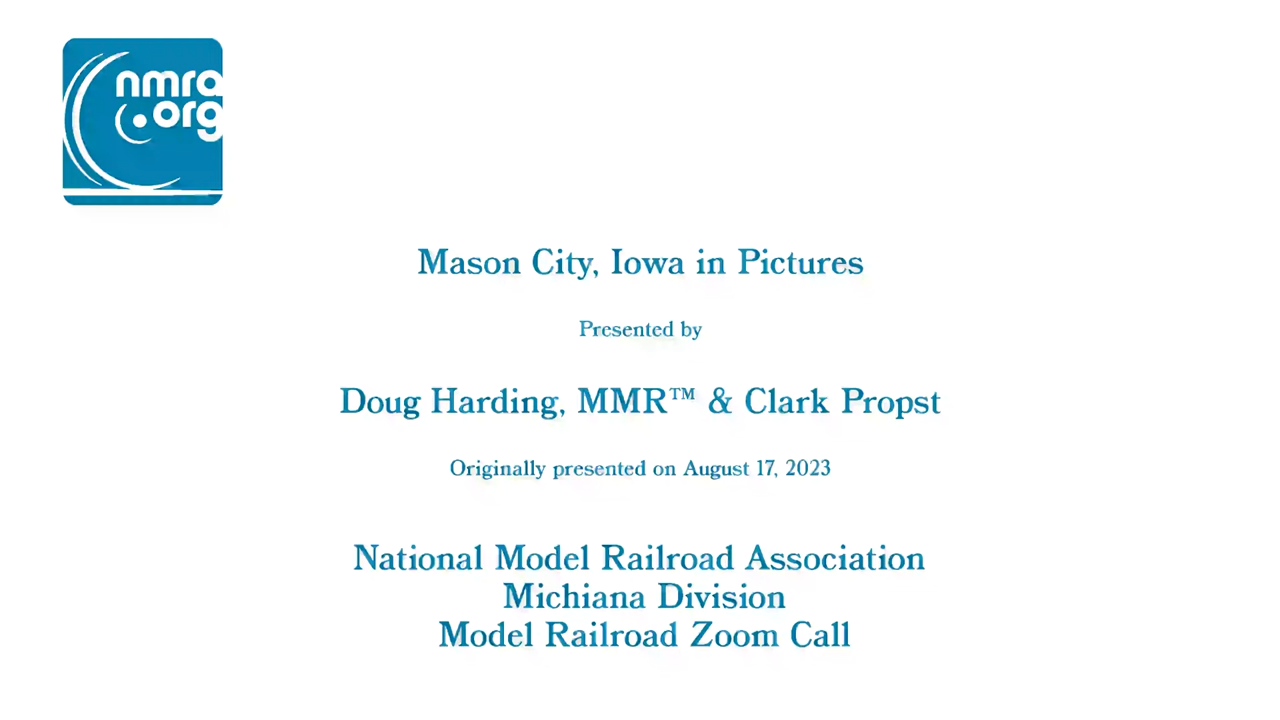 nmra
.org
Mason City, Iowa in Pictures
Presented by
Doug Harding, MMR™ & Clark Propst
Originally presented on August 17, 2023
National Model Railroad Association
Michiana Division
Model Railroad Zoom Call